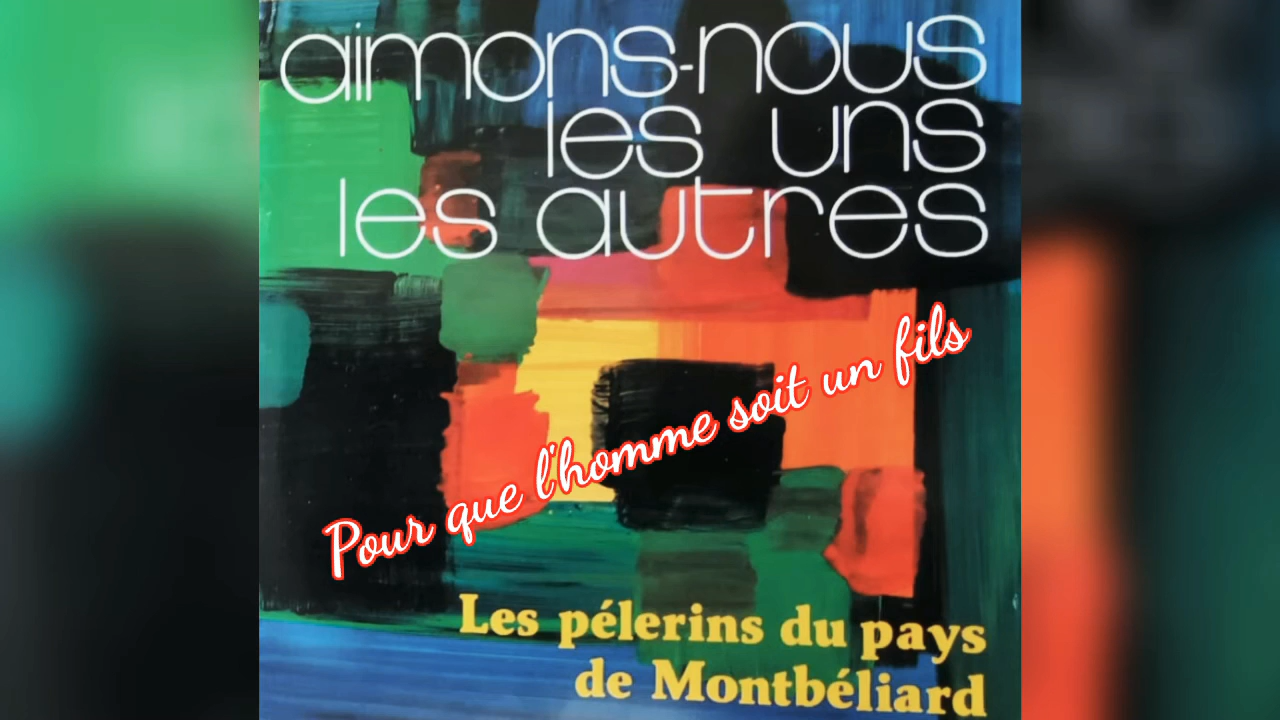 aimons-nous
les uns
les autres
Pour que l'homme soit un fils
Les pélerins du pays
de Montbéliard